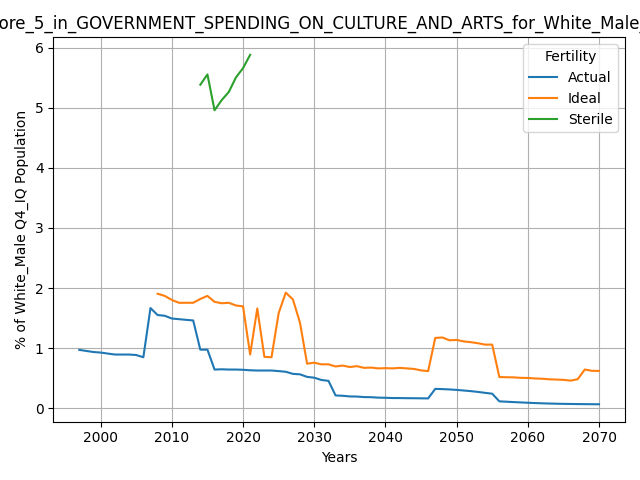 ore_5_in_GOVERNMENT_SPENDING_ON_CULTURE_AND_ARTS_for_White_Male_
Fertility
Actual
Ideal
Sterile
% of White_Male Q4_IQ Population
6
5
4
3
2
1
0
2000 2010 2020 2030 2040 2050 2060 2070
Years